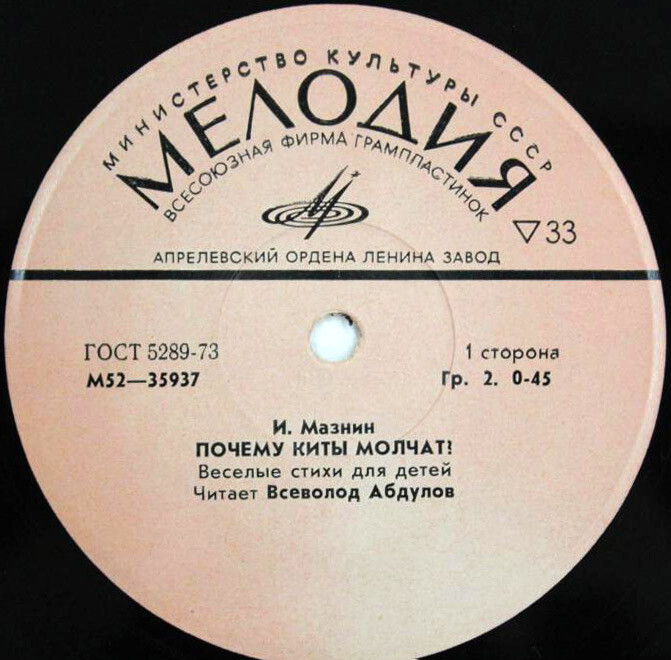 МИНИСТЕРСТВО КУЛЬТУРЫ СССР
МЕЛОДИЯ
ВСЕСОЮЗНАЯ ФИРМА ГРАМПЛАСТИНОК
▽33
АПРЕЛЕВСКИЙ ОРДЕНА ЛЕНИНА ЗАВОД
ГОСТ 5289-73
1 сторона
М52—35937
Гр. 2. 0-45
И. Мазнин
ПОЧЕМУ КИТЫ МОЛЧАТ?
Веселые стихи для детей
Читает Всеволод Абдулов